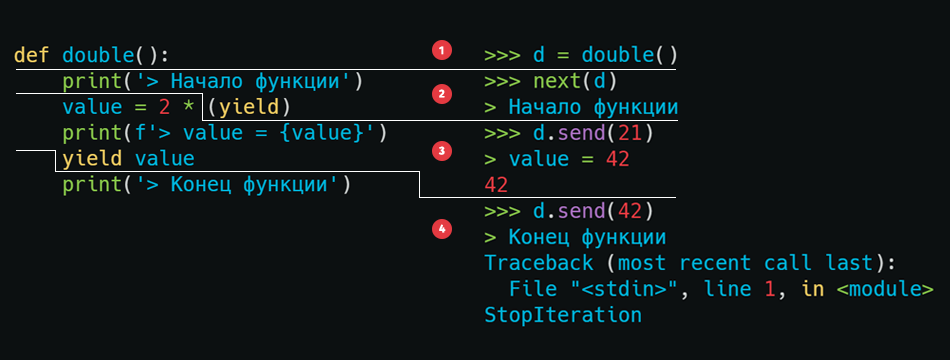 def double():
    print('> Начало функции')
    value = 2 * (yield)
    print(f'> value = {value}')
    yield value
    print('> Конец функции')
1
2
3
4
>>> d = double()
>>> next(d)
> Начало функции
>>> d.send(21)
> value = 42
42
>>> d.send(42)
> Конец функции
Traceback (most recent call last):
  File "<stdin>", line 1, in <module>
StopIteration